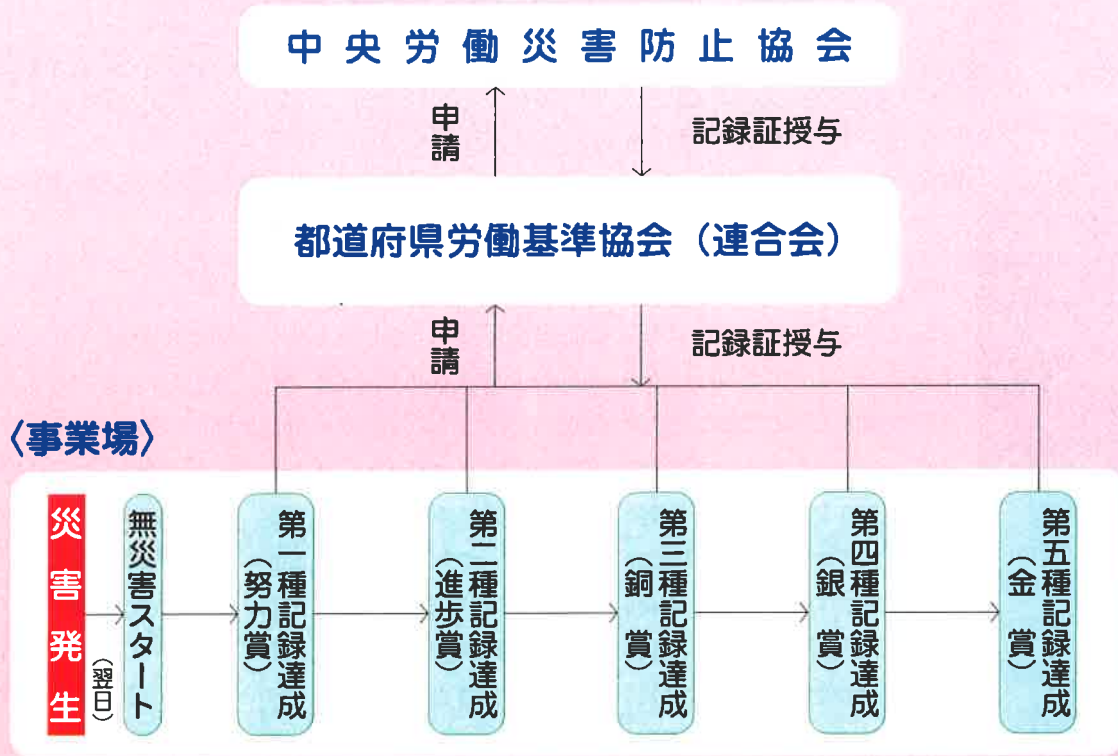 中央労働災害防止協会
申請
記録証授与
都道府県労働基準協会（連合会）
申請
記録証授与
〈事業場〉
災害発生
（翌日）
無災害スタート
第一種記録達成
（努力賞）
第二種記録達成
（進歩賞）
第三種記録達成
（銅賞）
第四種記録達成
（銀賞）
第五種記録達成
（金賞）